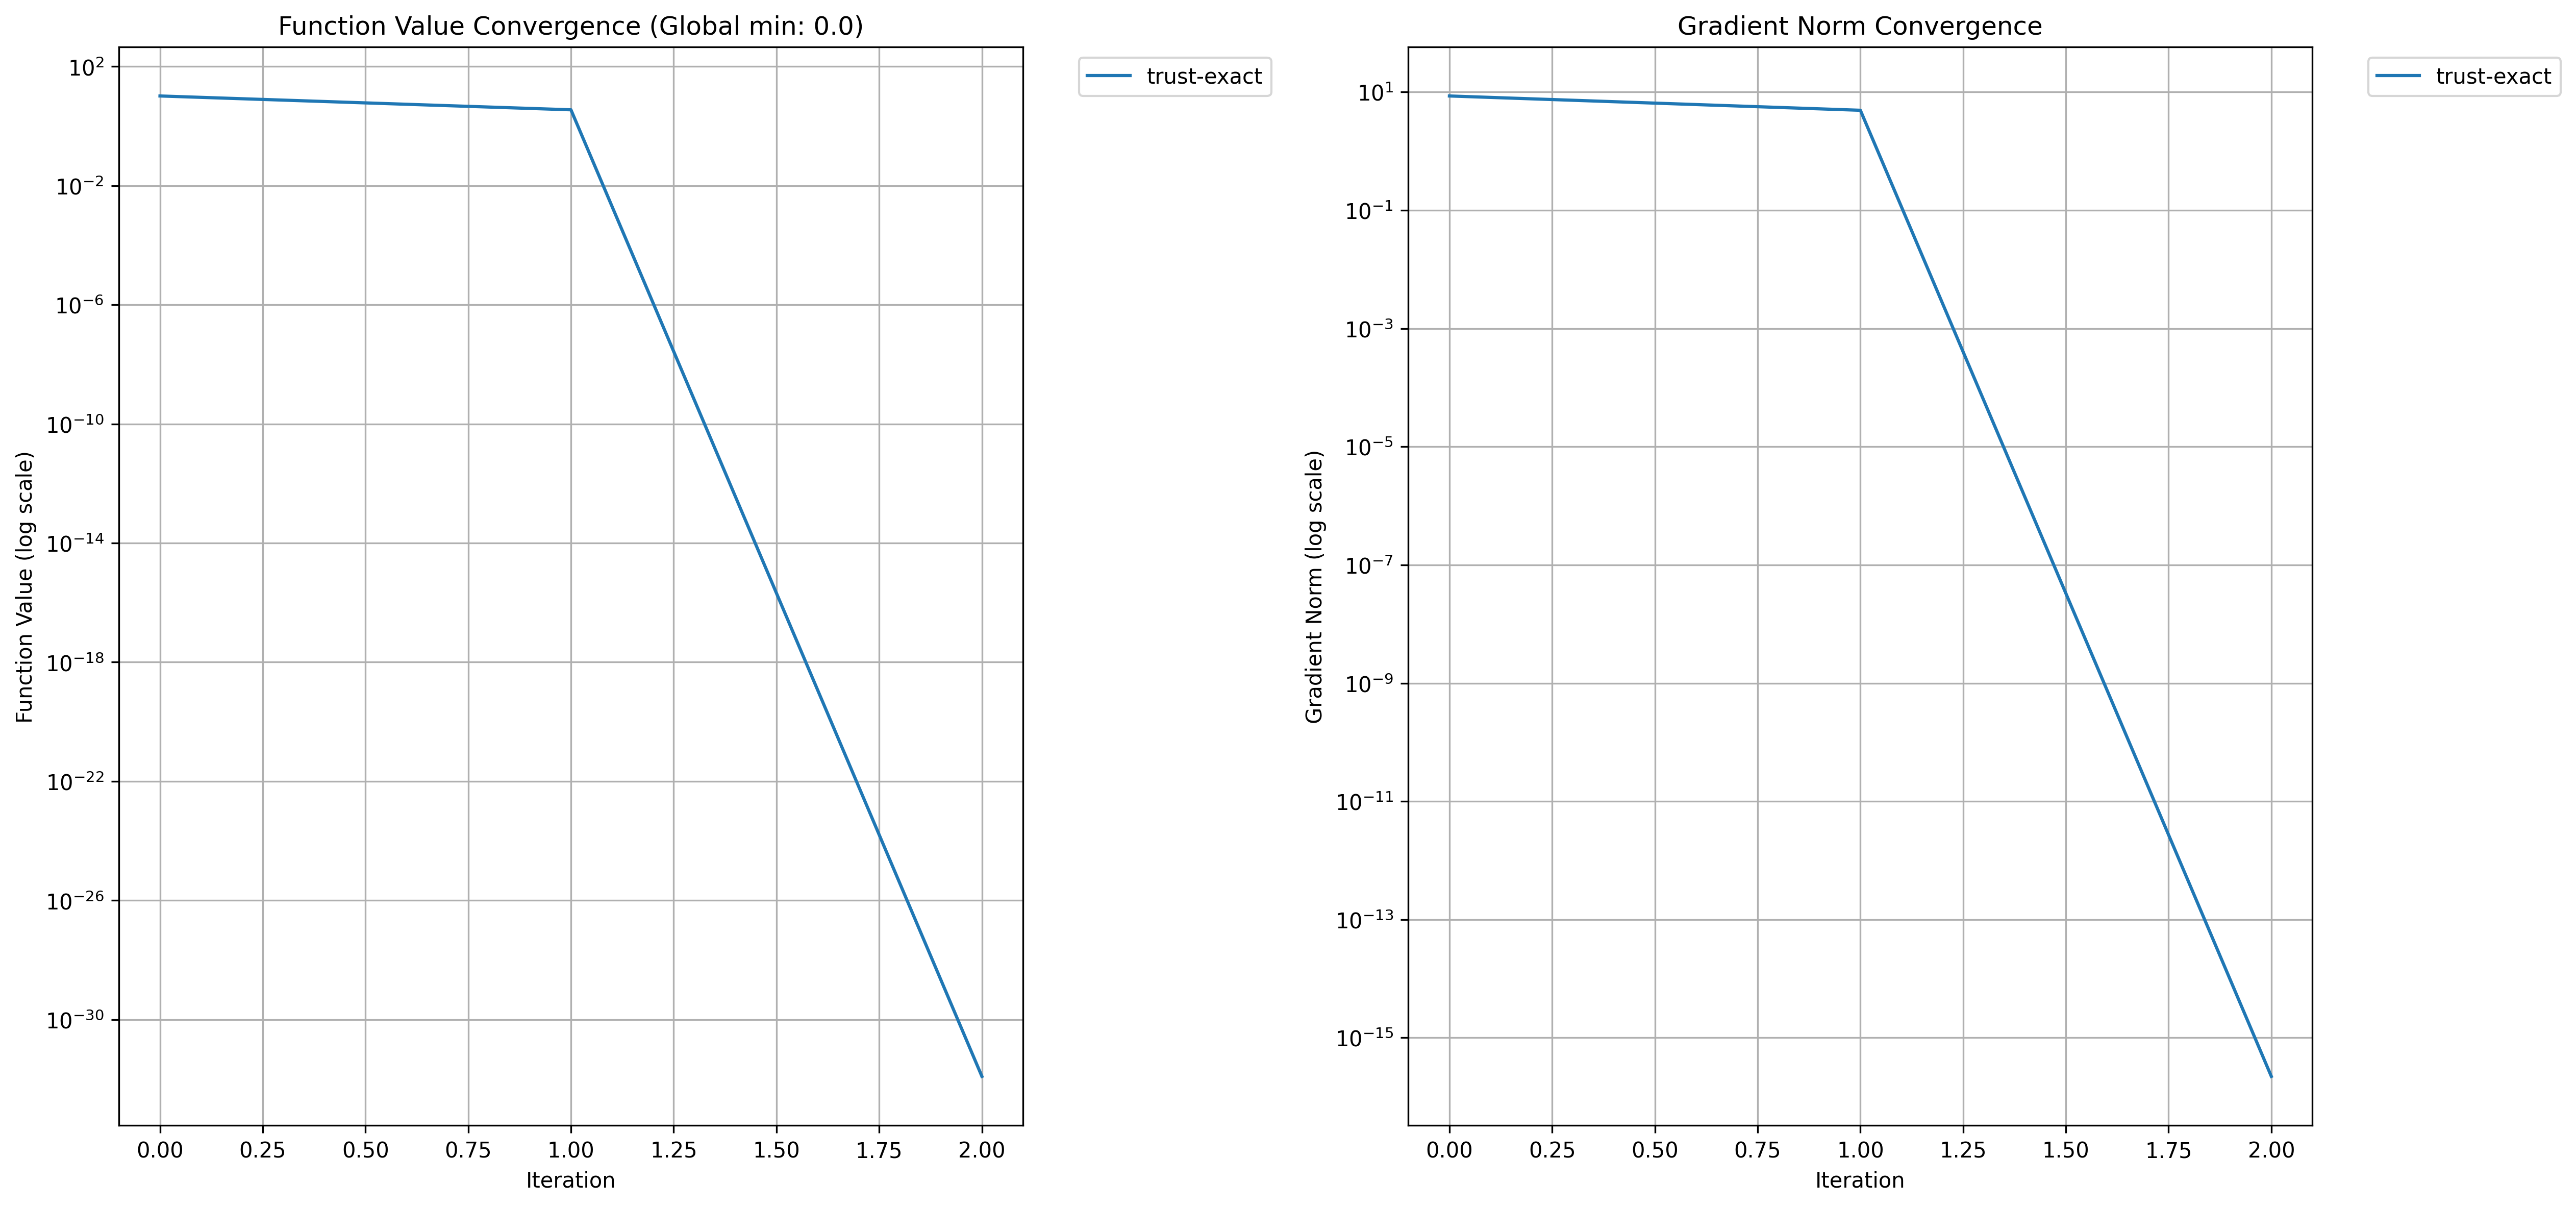 Function Value Convergence (Global min: 0.0)
10²
10⁻²
10⁻⁶
10⁻¹⁰
10⁻¹⁴
10⁻¹⁸
10⁻²²
10⁻²⁶
10⁻³⁰
Function Value (log scale)
0.00 0.25 0.50 0.75 1.00 1.25 1.50 1.75 2.00
Iteration
trust-exact
Gradient Norm Convergence
10¹
10⁻¹
10⁻³
10⁻⁵
10⁻⁷
10⁻⁹
10⁻¹¹
10⁻¹³
10⁻¹⁵
Gradient Norm (log scale)
0.00 0.25 0.50 0.75 1.00 1.25 1.50 1.75 2.00
Iteration
trust-exact